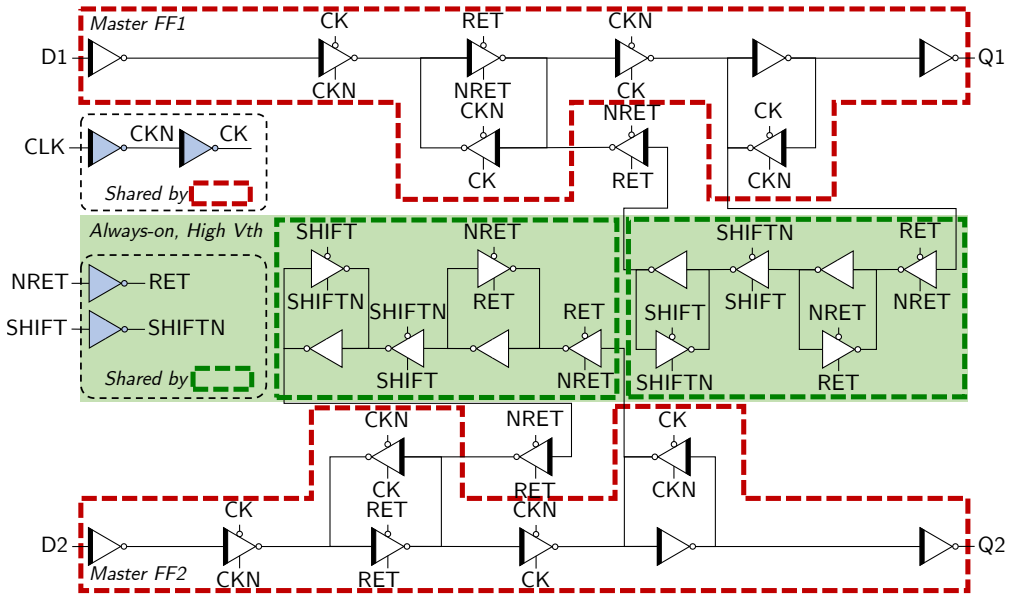 Master FF1
CK
RET
CKN
D1
Q1
CKN
NRET
CK
CKN
NRET
CK
CLK
CKN
CK
CK
RET
CKN
Shared by
Always-on, High Vth
SHIFT
NRET
SHIFTN
RET
NRET
RET
SHIFTN
RET
SHIFT
NRET
SHIFT
SHIFTN
SHIFTN
RET
SHIFT
NRET
Shared by
SHIFT
NRET
SHIFTN
RET
CKN
NRET
CK
CK
RET
CKN
CK
RET
CKN
D2
Q2
CKN
RET
CK
Master FF2